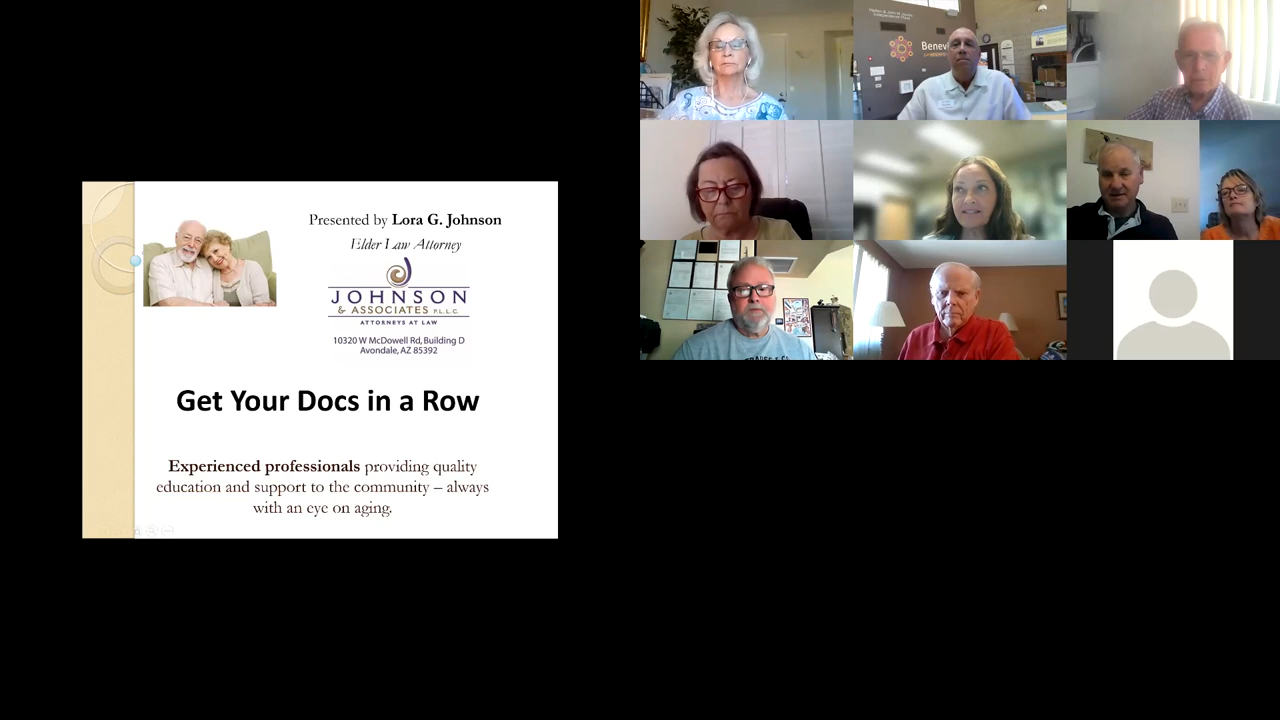 Presented by Lora G. Johnson
Elder Law Attorney
JOHNSON
& ASSOCIATES P.L.L.C.
ATTORNEYS AT LAW
10320 W McDowell Rd, Building D
Avondale, AZ 85392
Get Your Docs in a Row
Experienced professionals providing quality
education and support to the community – always
with an eye on aging.
Benev